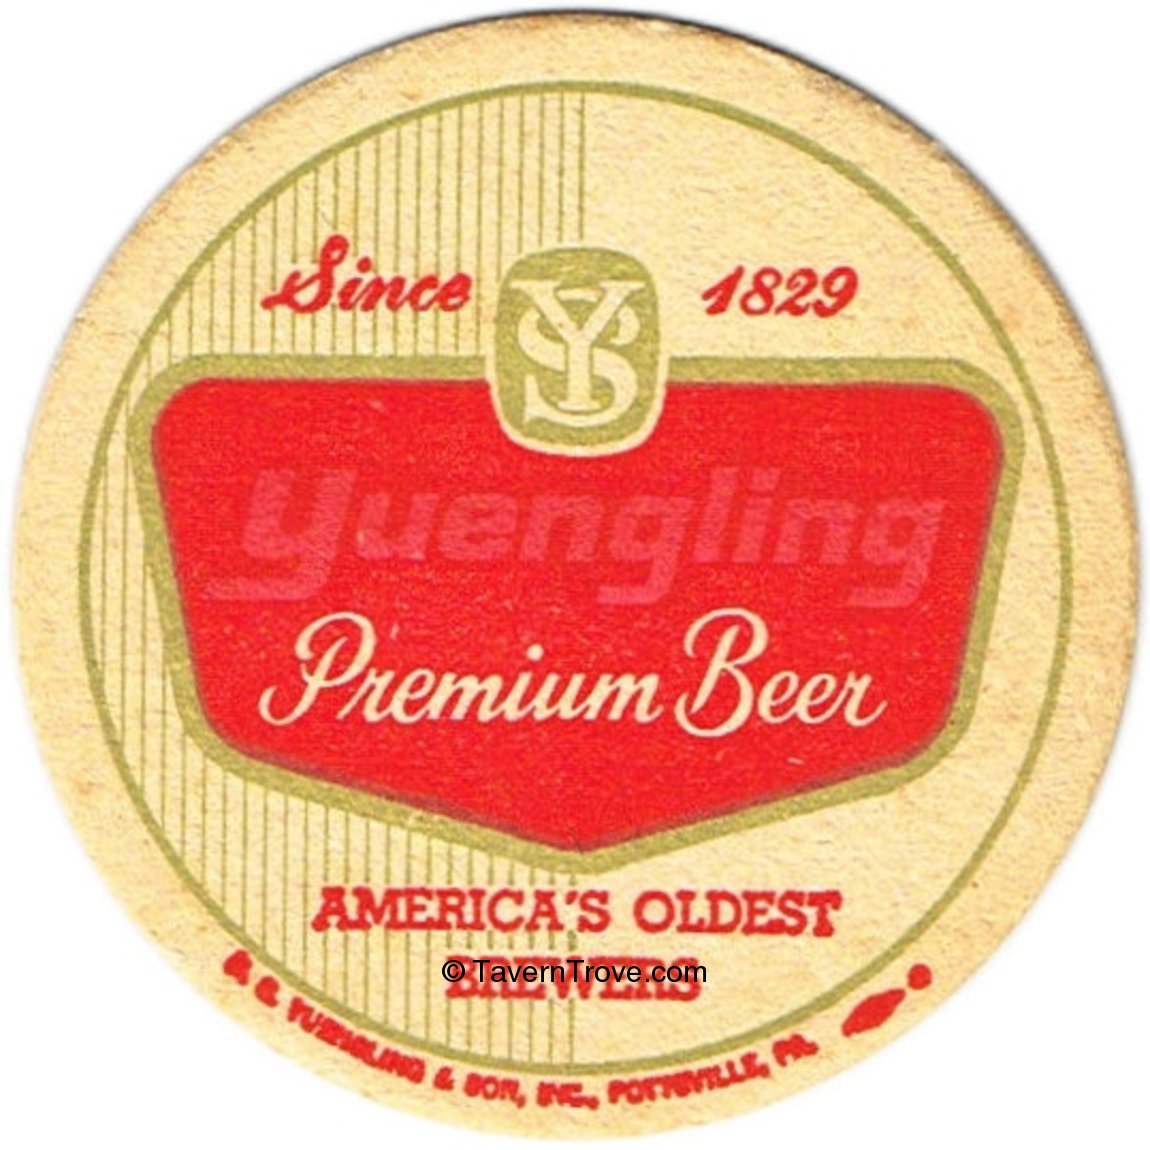 Since 1829
YS
Yuengling
Premium Beer
AMERICA'S OLDEST
BREWERS
© TavernTrove.com
D. G. YUENGLING & SON, INC., POTTSVILLE, PA.